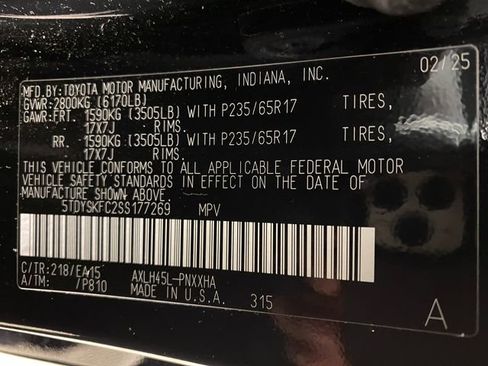 MFD.BY:TOYOTA MOTOR MANUFACTURING, INDIANA, INC. 02/25
GVWR:2800KG (6170LB)
GAWR:FRT. 1590KG (3505LB) WITH P235/65R17 TIRES,
17X7J RIMS.
RR. 1590KG (3505LB) WITH P235/65R17 TIRES,
17X7J RIMS.
THIS VEHICLE CONFORMS TO ALL APPLICABLE FEDERAL MOTOR
VEHICLE SAFETY STANDARDS IN EFFECT ON THE DATE OF
MANUFACTURE SHOWN ABOVE.
5TDYSKFC2SS177269 MPV
C/TR:218/EA15 AXLH45L-PNXXHA
A/TM: /P810 MADE IN U.S.A. 315 A